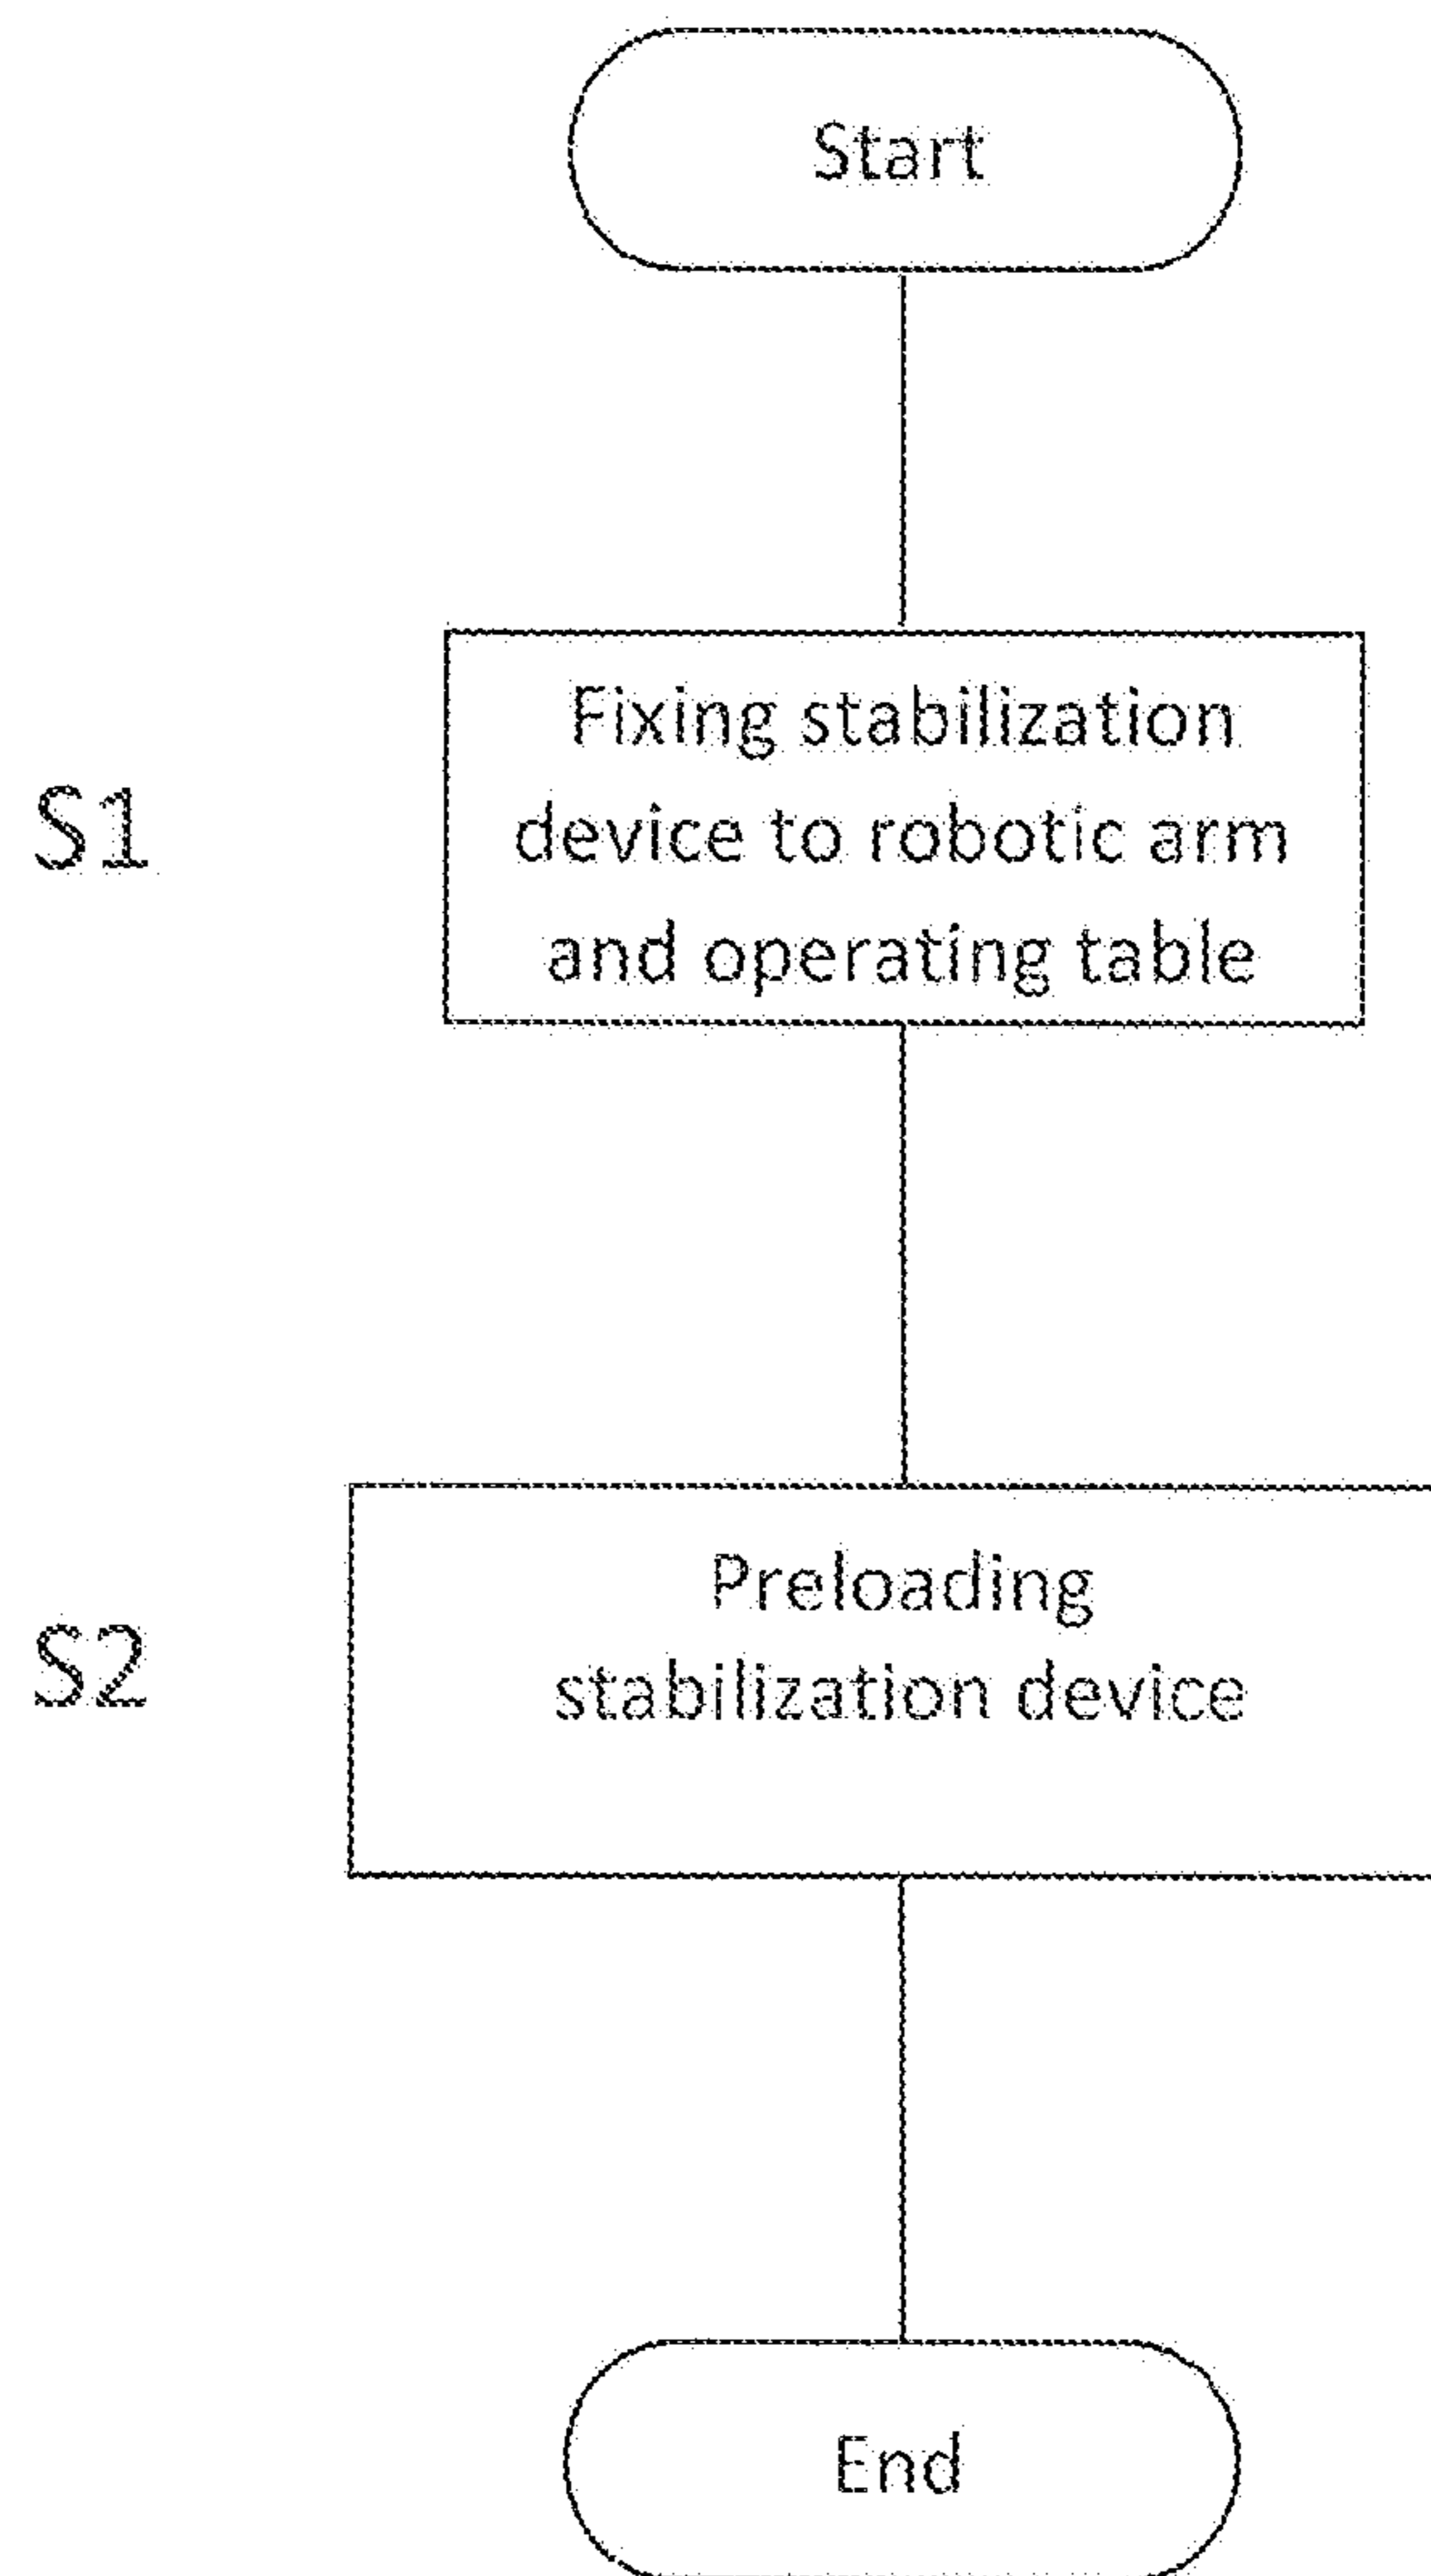 Start
S1
Fixing stabilization
device to robotic arm
and operating table
S2
Preloading
stabilization device
End